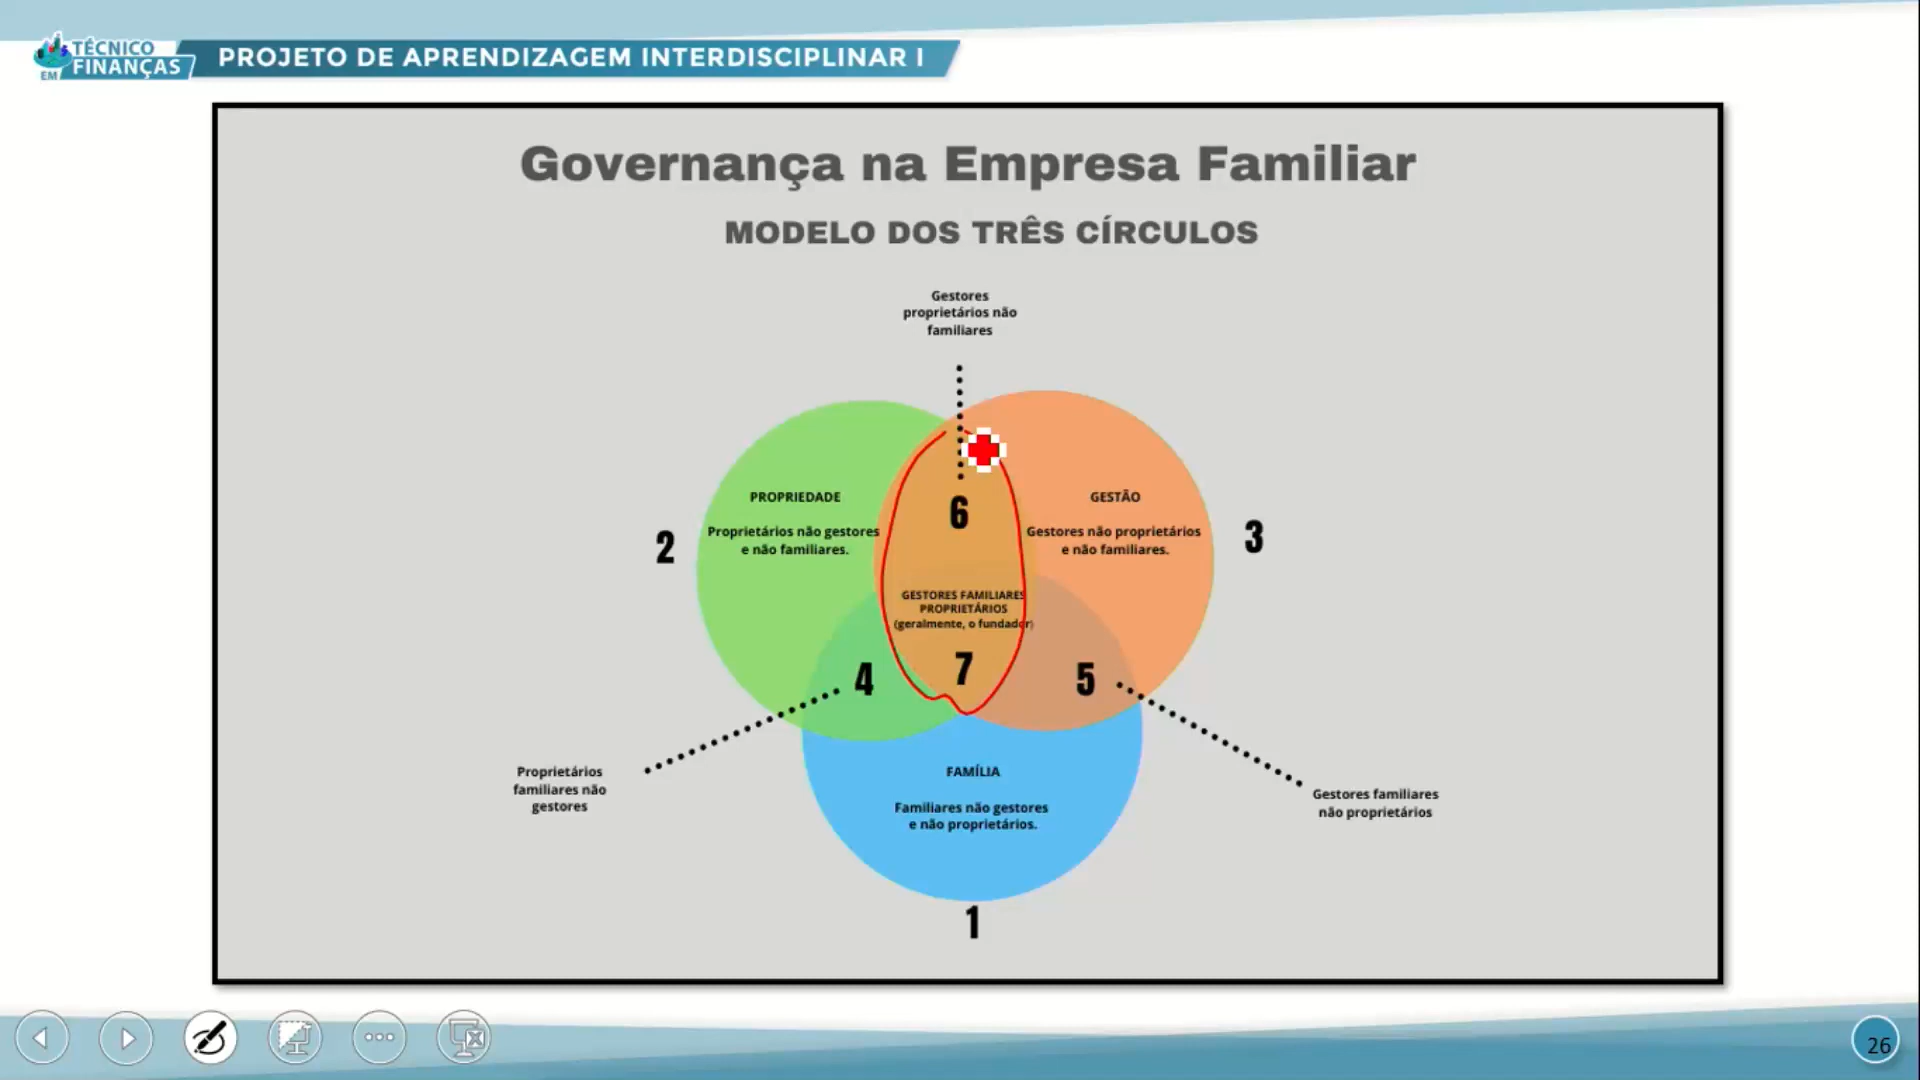 TÉCNICO
EM FINANÇAS
PROJETO DE APRENDIZAGEM INTERDISCIPLINAR I
Governança na Empresa Familiar
MODELO DOS TRÊS CÍRCULOS
Gestores
proprietários não
familiares
PROPRIEDADE
Proprietários não gestores
e não familiares.
2
6
GESTÃO
Gestores não proprietários
e não familiares.
3
GESTORES FAMILIARES
PROPRIETÁRIOS
(geralmente, o fundador)
4
7
5
Proprietários
familiares não
gestores
FAMÍLIA
Familiares não gestores
e não proprietários.
Gestores familiares
não proprietários
1
26